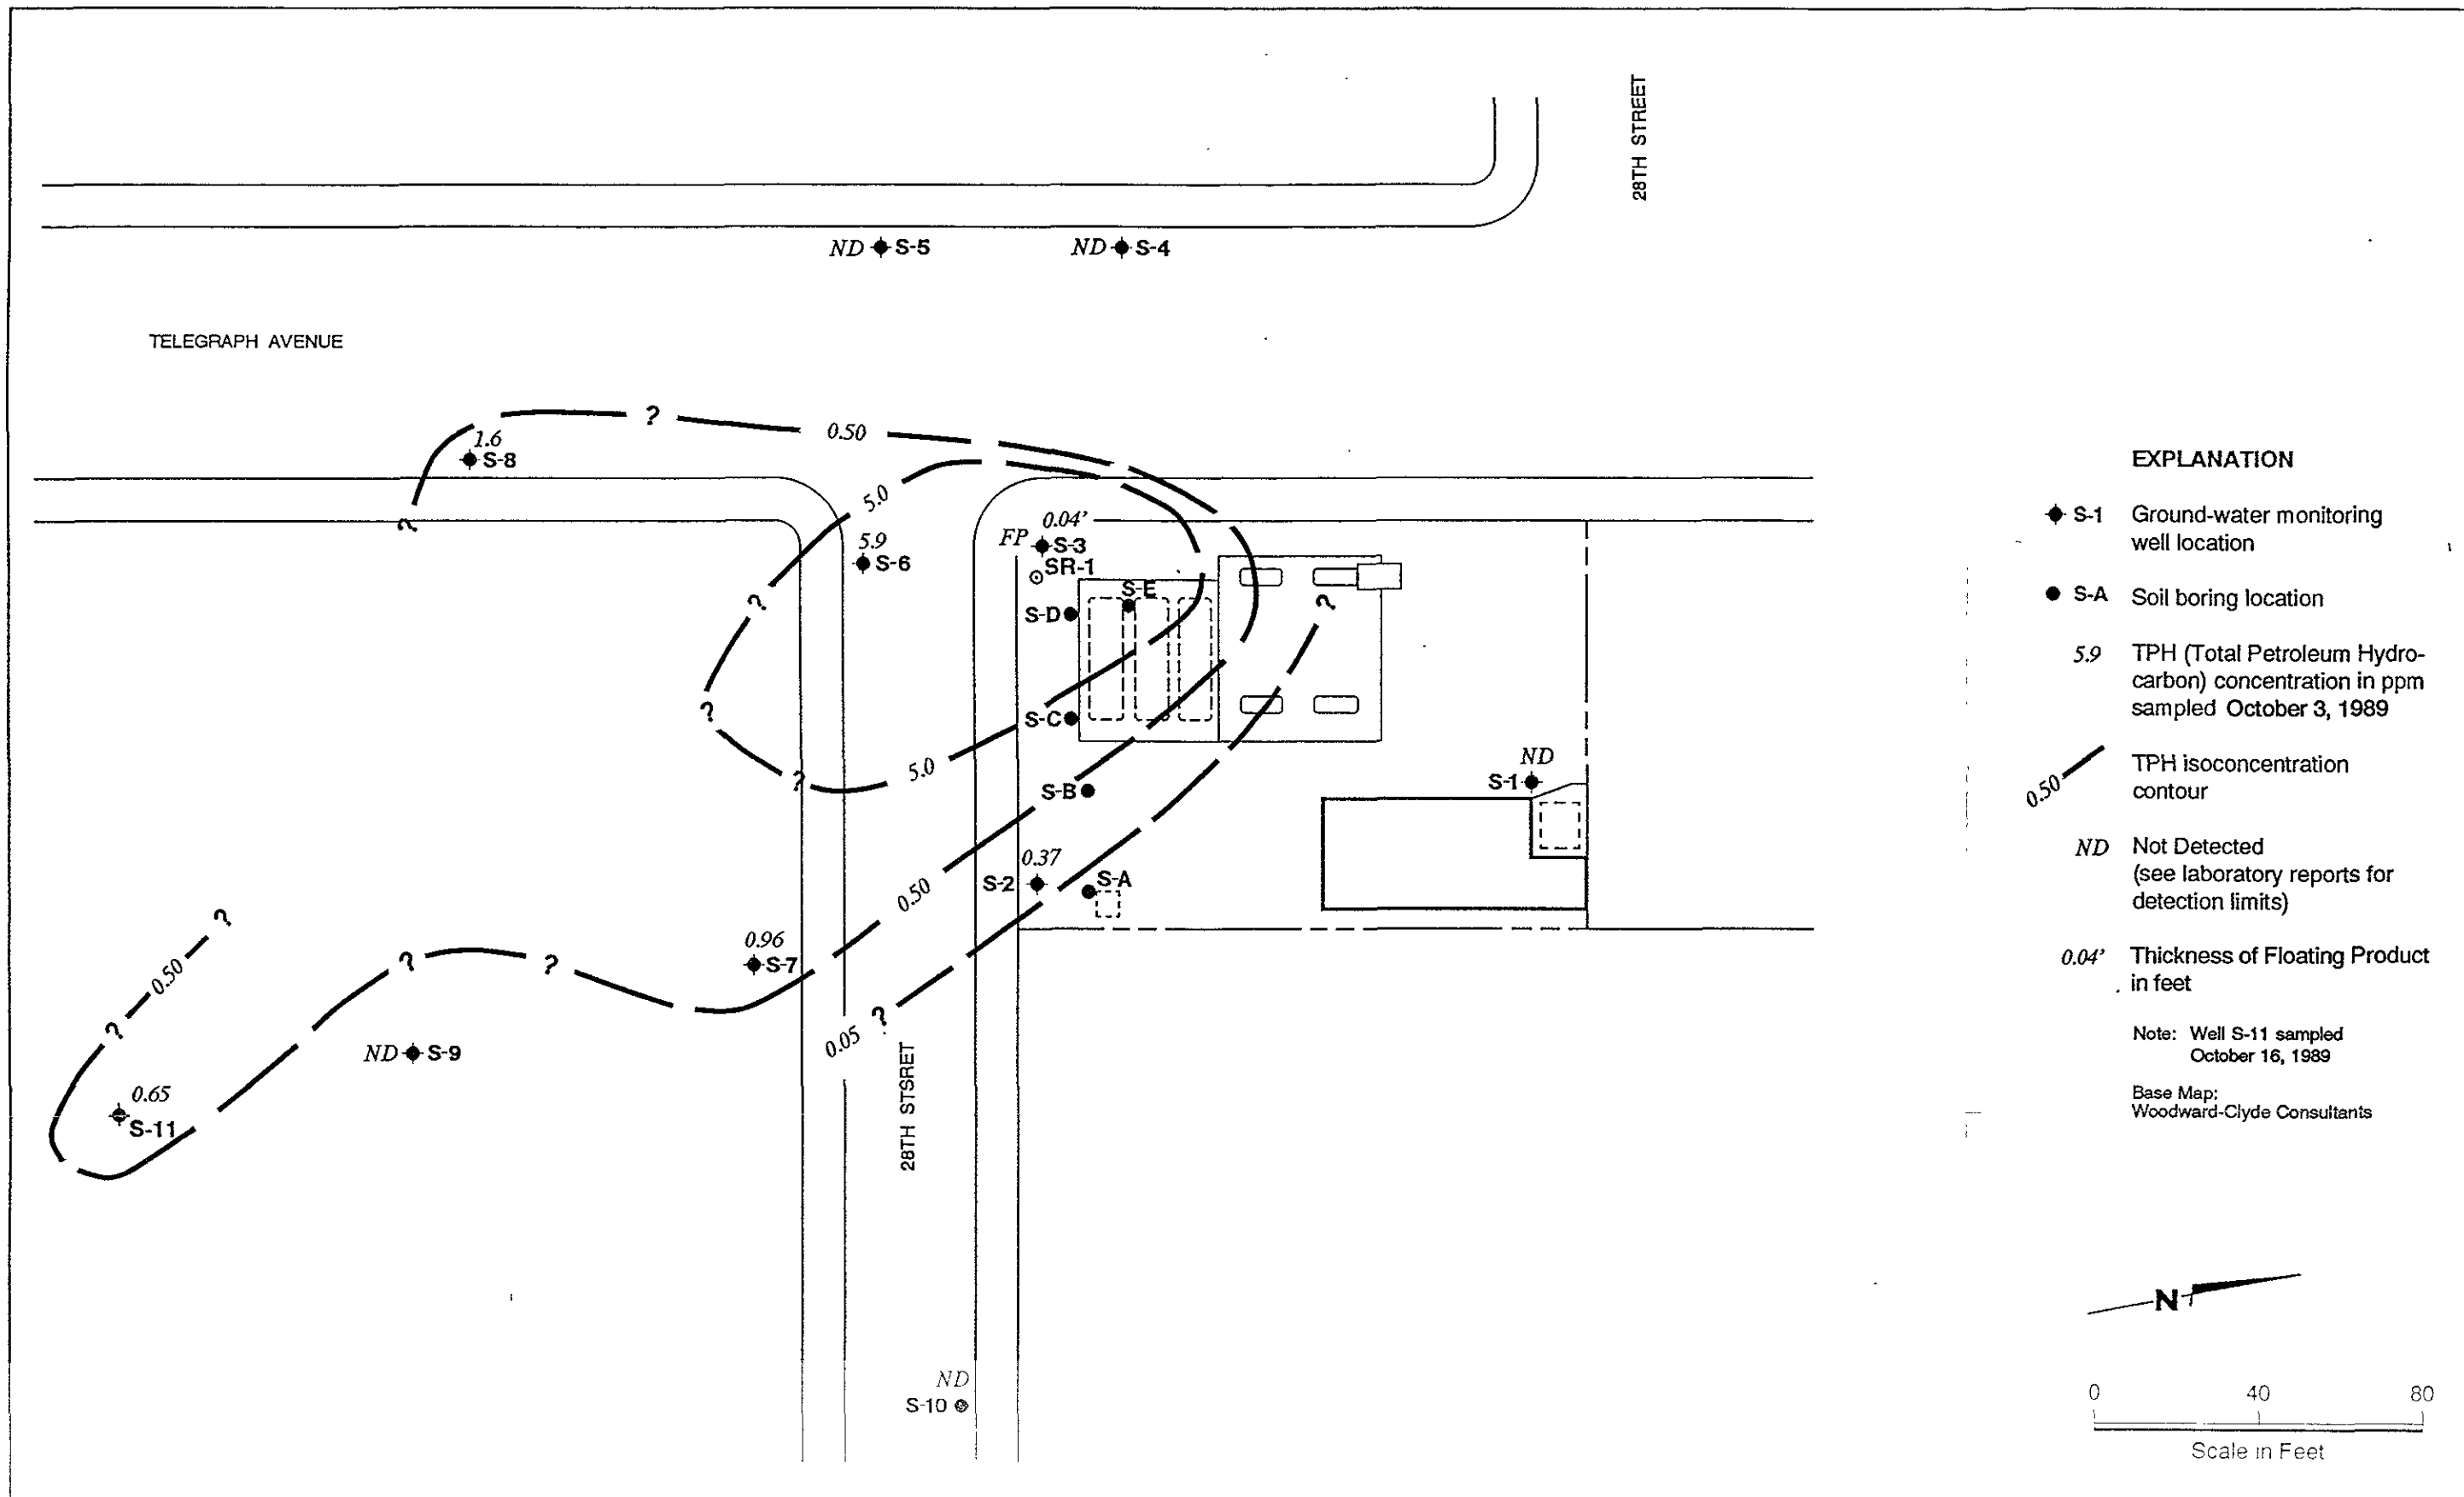 28TH STREET
ND S-5
ND S-4
TELEGRAPH AVENUE
?
0.50
1.6
S-8
5.0
?
0.04'
FP S-3
5.9
S-6
SR-1
S-E
?
S-D
?
?
S-C
5.0
?
S-B
ND
S-1
0.37
S-2
S-A
0.50
?
0.96
S-7
?
?
0.50
?
?
0.05
ND S-9
28TH STSRET
0.65
S-11
ND
S-10
EXPLANATION
S-1 Ground-water monitoring
well location
S-A Soil boring location
5.9 TPH (Total Petroleum Hydro-
carbon) concentration in ppm
sampled October 3, 1989
0.50 TPH isoconcentration
contour
ND Not Detected
(see laboratory reports for
detection limits)
0.04' Thickness of Floating Product
in feet
Note: Well S-11 sampled
October 16, 1989
Base Map:
Woodward-Clyde Consultants
N
0 40 80
Scale in Feet